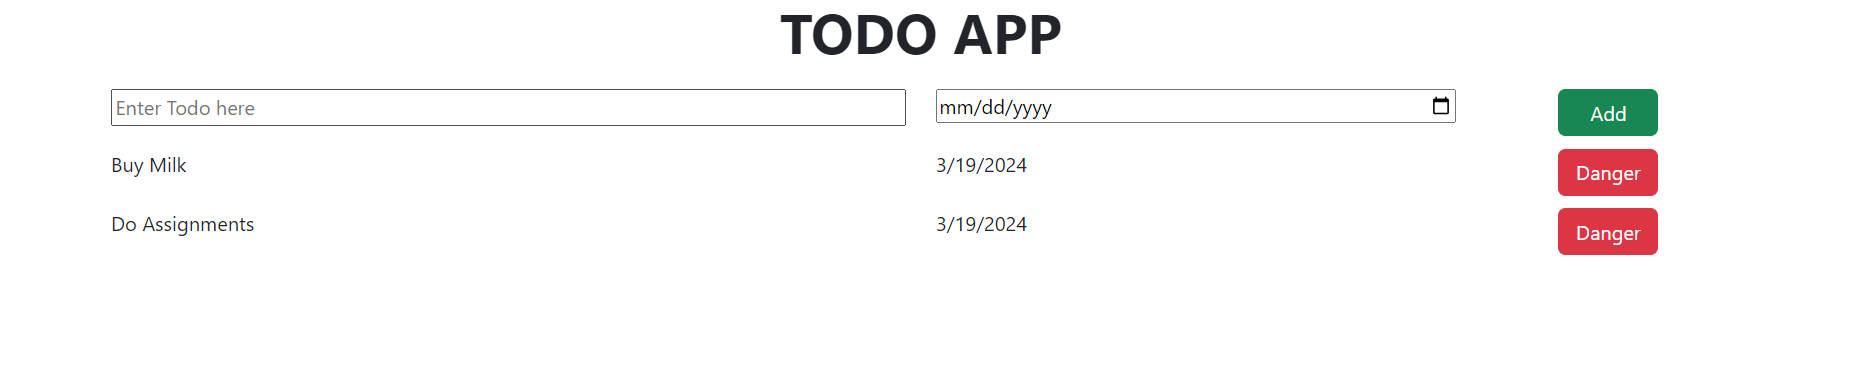 TODO APP
Enter Todo here mm/dd/yyyy Add
Buy Milk 3/19/2024 Danger
Do Assignments 3/19/2024 Danger